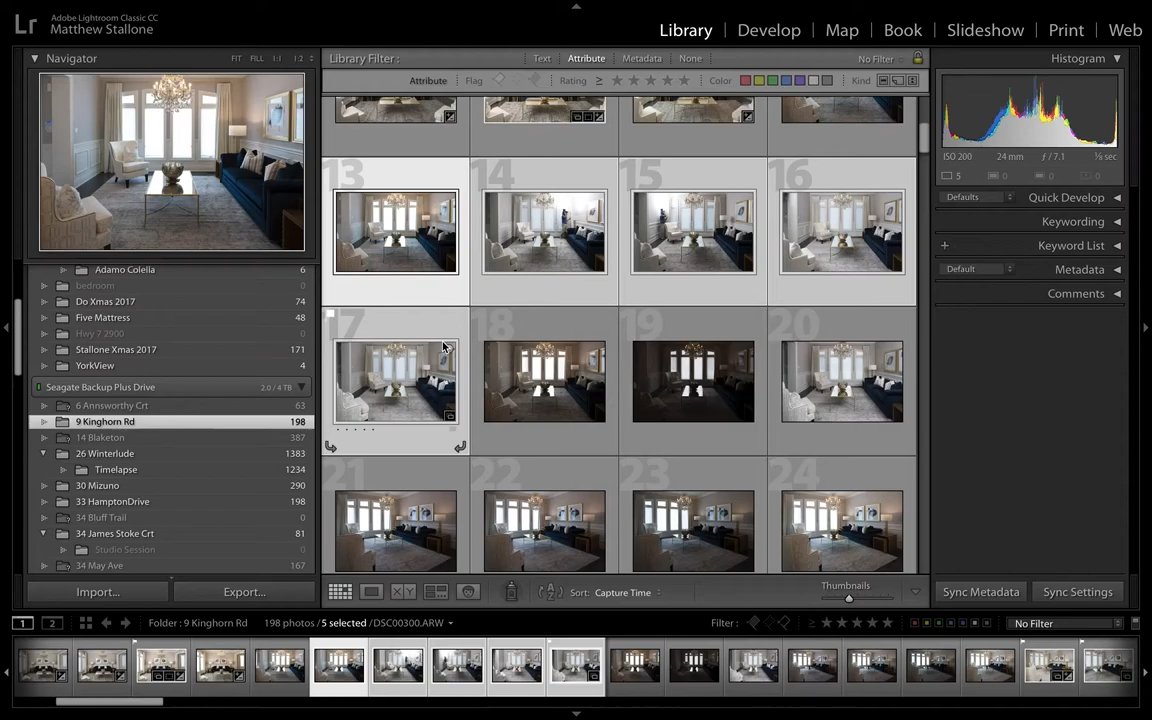 Lr
Adobe Lightroom Classic CC
Matthew Stallone
Library | Develop | Map | Book | Slideshow | Print | Web
Navigator FIT FILL 1:1 1:2
Library Filter : Text Attribute Metadata None No Filter
Histogram
Attribute Flag Rating ≥ Color Kind
ISO 200 24 mm ƒ / 7.1 ⅛ sec
5 0 0 0
Defaults Quick Develop
Keywording
+ Keyword List
Default Metadata
Comments
Adamo Colella 6
bedroom 0
Do Xmas 2017 74
Five Mattress 48
Hwy 7 2900 0
Stallone Xmas 2017 171
YorkView 4
Seagate Backup Plus Drive 2.0 / 4 TB
6 Annsworthy Crt 63
9 Kinghorn Rd 198
14 Blaketon 387
26 Winterlude 1383
Timelapse 1234
30 Mizuno 290
33 HamptonDrive 198
34 Bluff Trail 0
34 James Stoke Crt 81
Studio Session 0
34 May Ave 167
13 14 15 16
17 18 19 20
21 22 23 24
Import... Export...
Sort: Capture Time
Thumbnails
Sync Metadata Sync Settings
1 2 Folder : 9 Kinghorn Rd 198 photos / 5 selected / DSC00300.ARW
Filter : ≥ No Filter